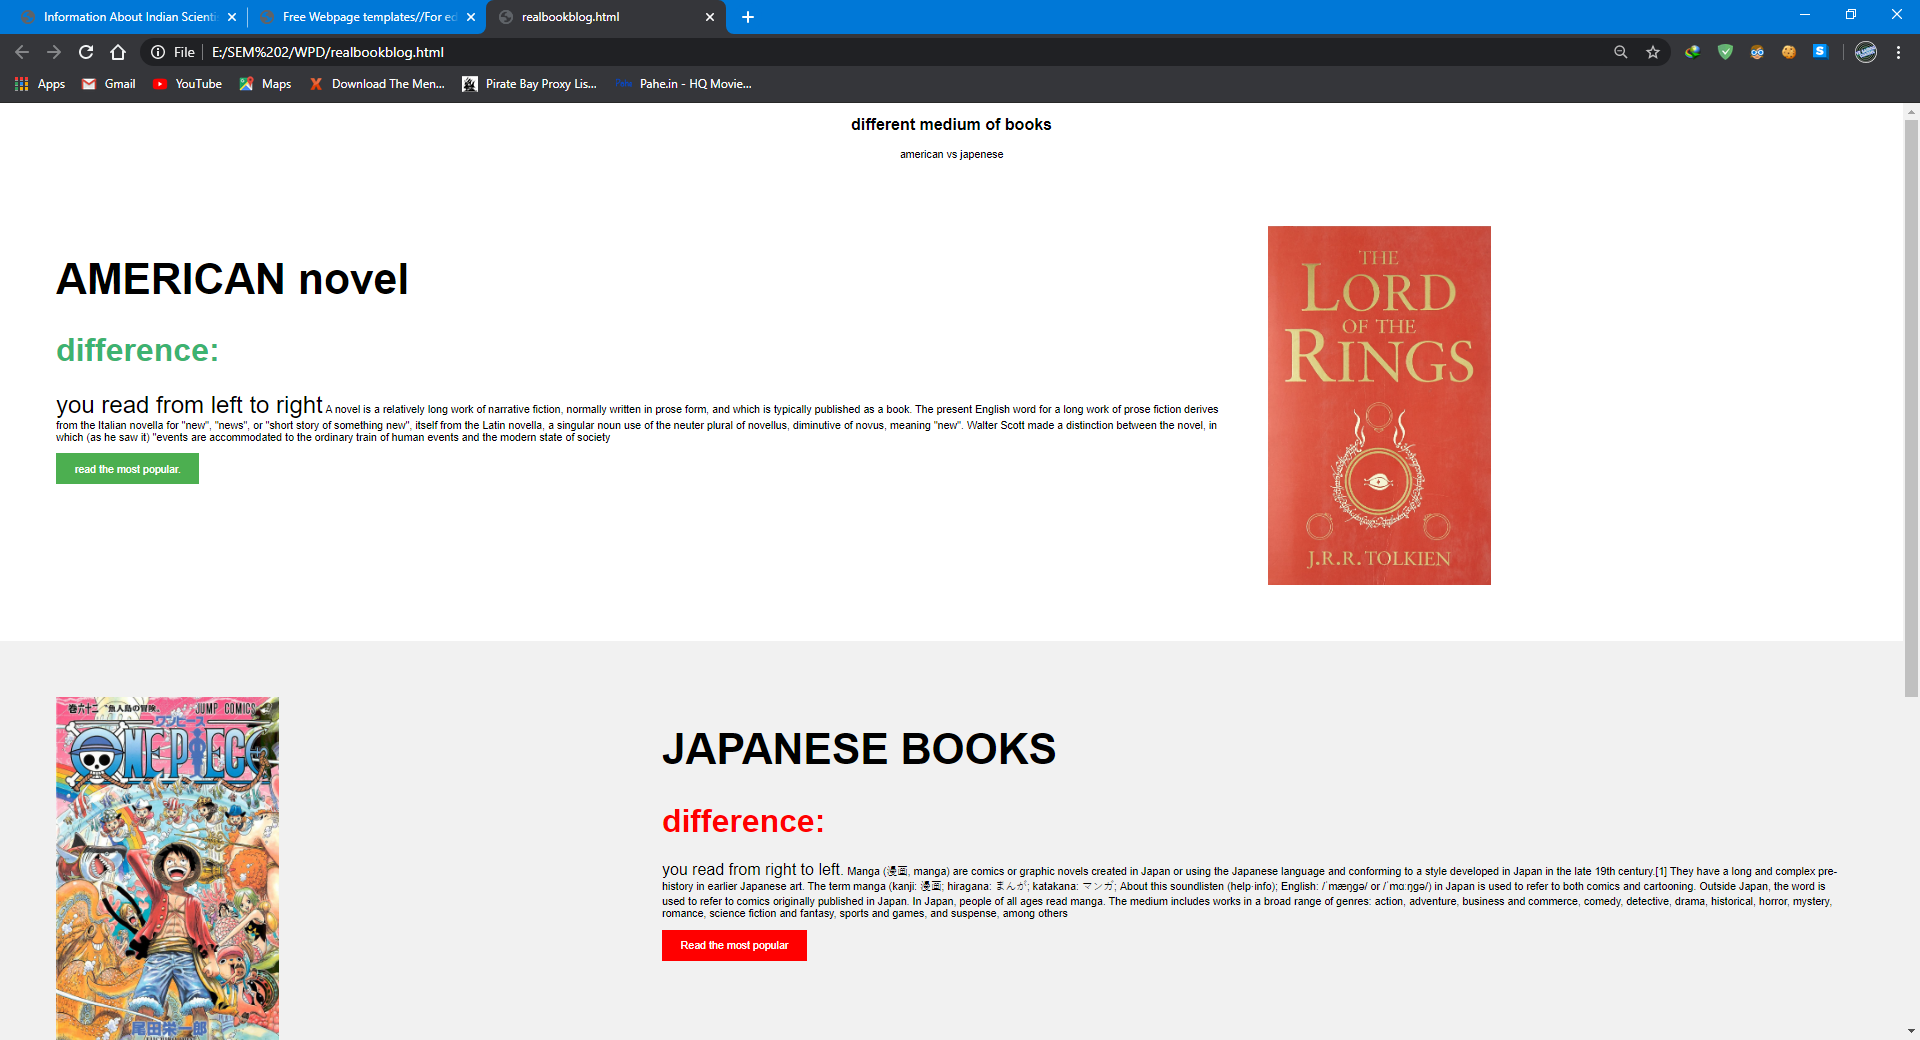 Information About Indian Scienti
Free Webpage templates//For ed
realbookblog.html
File
E:/SEM%202/WPD/realbookblog.html
Apps
Gmail
YouTube
Maps
Download The Men...
Pirate Bay Proxy Lis...
Pahe.in - HQ Movie...
different medium of books
american vs japenese
AMERICAN novel
difference:
you read from left to right A novel is a relatively long work of narrative fiction, normally written in prose form, and which is typically published as a book. The present English word for a long work of prose fiction derives
from the Italian novella for "new", "news", or "short story of something new", itself from the Latin novella, a singular noun use of the neuter plural of novellus, diminutive of novus, meaning "new". Walter Scott made a distinction between the novel, in
which (as he saw it) "events are accommodated to the ordinary train of human events and the modern state of society
read the most popular.
THE
LORD
OF THE
RINGS
J.R.R. TOLKIEN
巻六十二 "魚人島の冒険"
JUMP COMICS
ワンピース
ONE PIECE
尾田栄一郎
JAPANESE BOOKS
difference:
you read from right to left. Manga (漫画, manga) are comics or graphic novels created in Japan or using the Japanese language and conforming to a style developed in Japan in the late 19th century.[1] They have a long and complex pre-
history in earlier Japanese art. The term manga (kanji: 漫画; hiragana: まんが; katakana: マンガ; About this soundlisten (help·info); English: /ˈmæŋɡə/ or /ˈmɑːŋɡə/) in Japan is used to refer to both comics and cartooning. Outside Japan, the word is
used to refer to comics originally published in Japan. In Japan, people of all ages read manga. The medium includes works in a broad range of genres: action, adventure, business and commerce, comedy, detective, drama, historical, horror, mystery,
romance, science fiction and fantasy, sports and games, and suspense, among others
Read the most popular